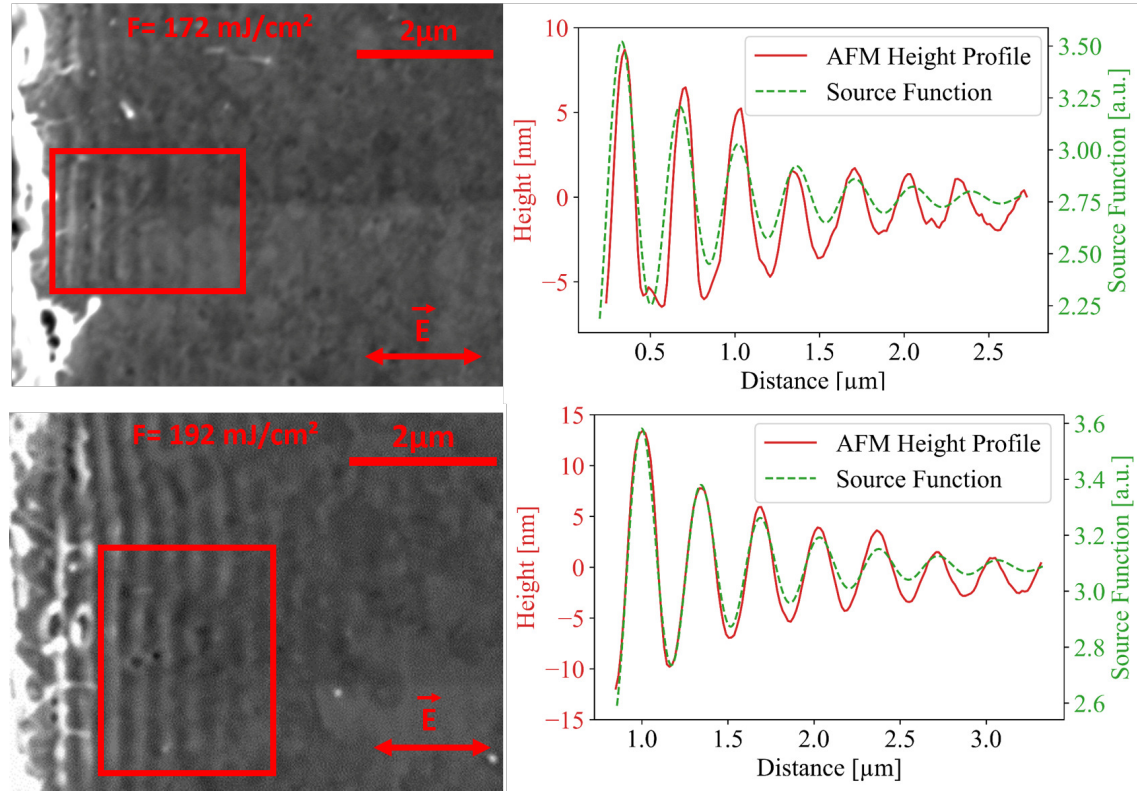 F= 172 mJ/cm²
2µm
E
10
5
0
−5
Height [nm]
AFM Height Profile
Source Function
3.50
3.25
3.00
2.75
2.50
2.25
Source Function [a.u.]
0.5 1.0 1.5 2.0 2.5
Distance [µm]
F= 192 mJ/cm²
2µm
E
15
10
5
0
−5
−10
−15
Height [nm]
AFM Height Profile
Source Function
3.6
3.4
3.2
3.0
2.8
2.6
Source Function [a.u.]
1.0 1.5 2.0 2.5 3.0
Distance [µm]